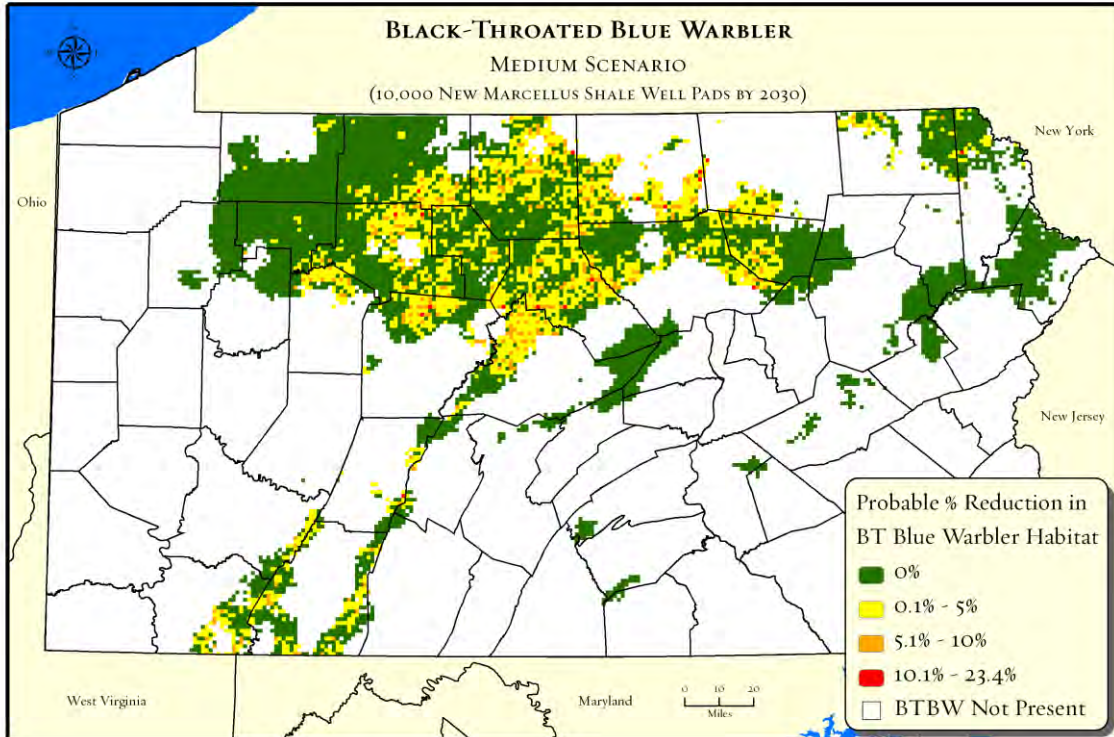 Black-Throated Blue Warbler
Medium Scenario
(10,000 New Marcellus Shale Well Pads by 2030)
New York
Ohio
New Jersey
Probable % Reduction in
BT Blue Warbler Habitat
0%
0.1% - 5%
5.1% - 10%
10.1% - 23.4%
BTBW Not Present
West Virginia
Maryland
0 10 20
Miles